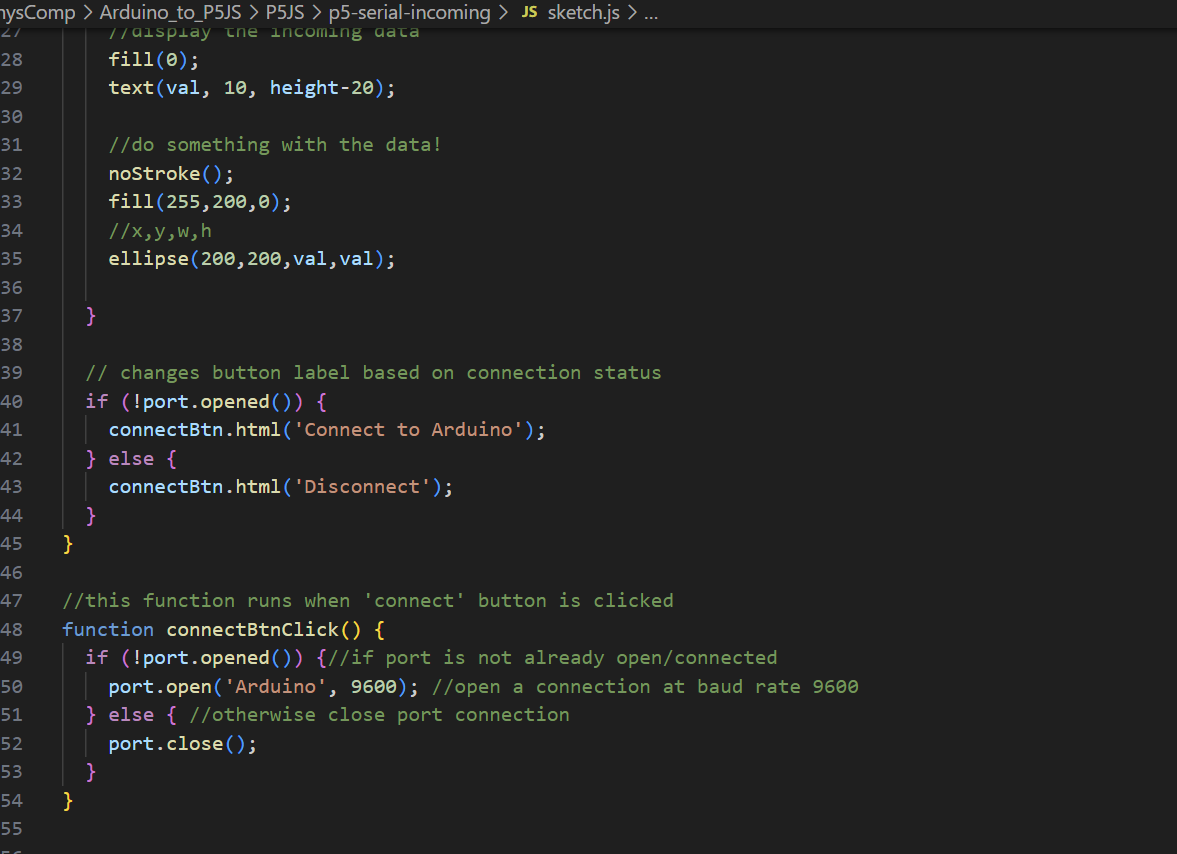 nysComp > Arduino_to_P5JS > P5JS > p5-serial-incoming > JS sketch.js > ...
27 //display the incoming data
28 fill(0);
29 text(val, 10, height-20);
30
31 //do something with the data!
32 noStroke();
33 fill(255,200,0);
34 //x,y,w,h
35 ellipse(200,200,val,val);
36
37 }
38
39 // changes button label based on connection status
40 if (!port.opened()) {
41 connectBtn.html('Connect to Arduino');
42 } else {
43 connectBtn.html('Disconnect');
44 }
45 }
46
47 //this function runs when 'connect' button is clicked
48 function connectBtnClick() {
49 if (!port.opened()) {//if port is not already open/connected
50 port.open('Arduino', 9600); //open a connection at baud rate 9600
51 } else { //otherwise close port connection
52 port.close();
53 }
54 }
55